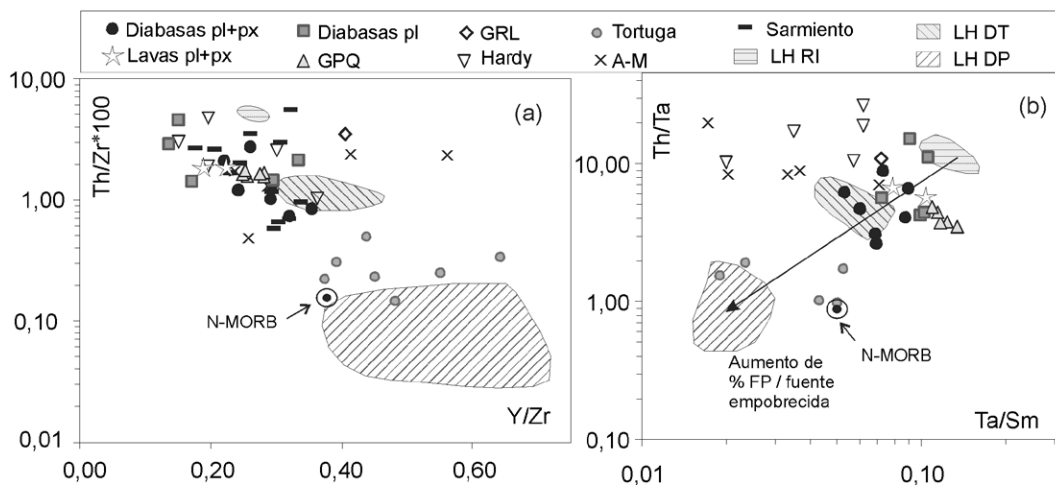 Diabasas pl+px
Diabasas pl
GRL
Tortuga
Sarmiento
LH DT
Lavas pl+px
GPQ
Hardy
A-M
LH RI
LH DP
(a)
Th/Zr*100
10,00
1,00
0,10
0,01
0,00
0,20
0,40
0,60
Y/Zr
N-MORB
(b)
Th/Ta
10,00
1,00
0,10
0,01
0,10
Ta/Sm
N-MORB
Aumento de
% FP / fuente
empobrecida